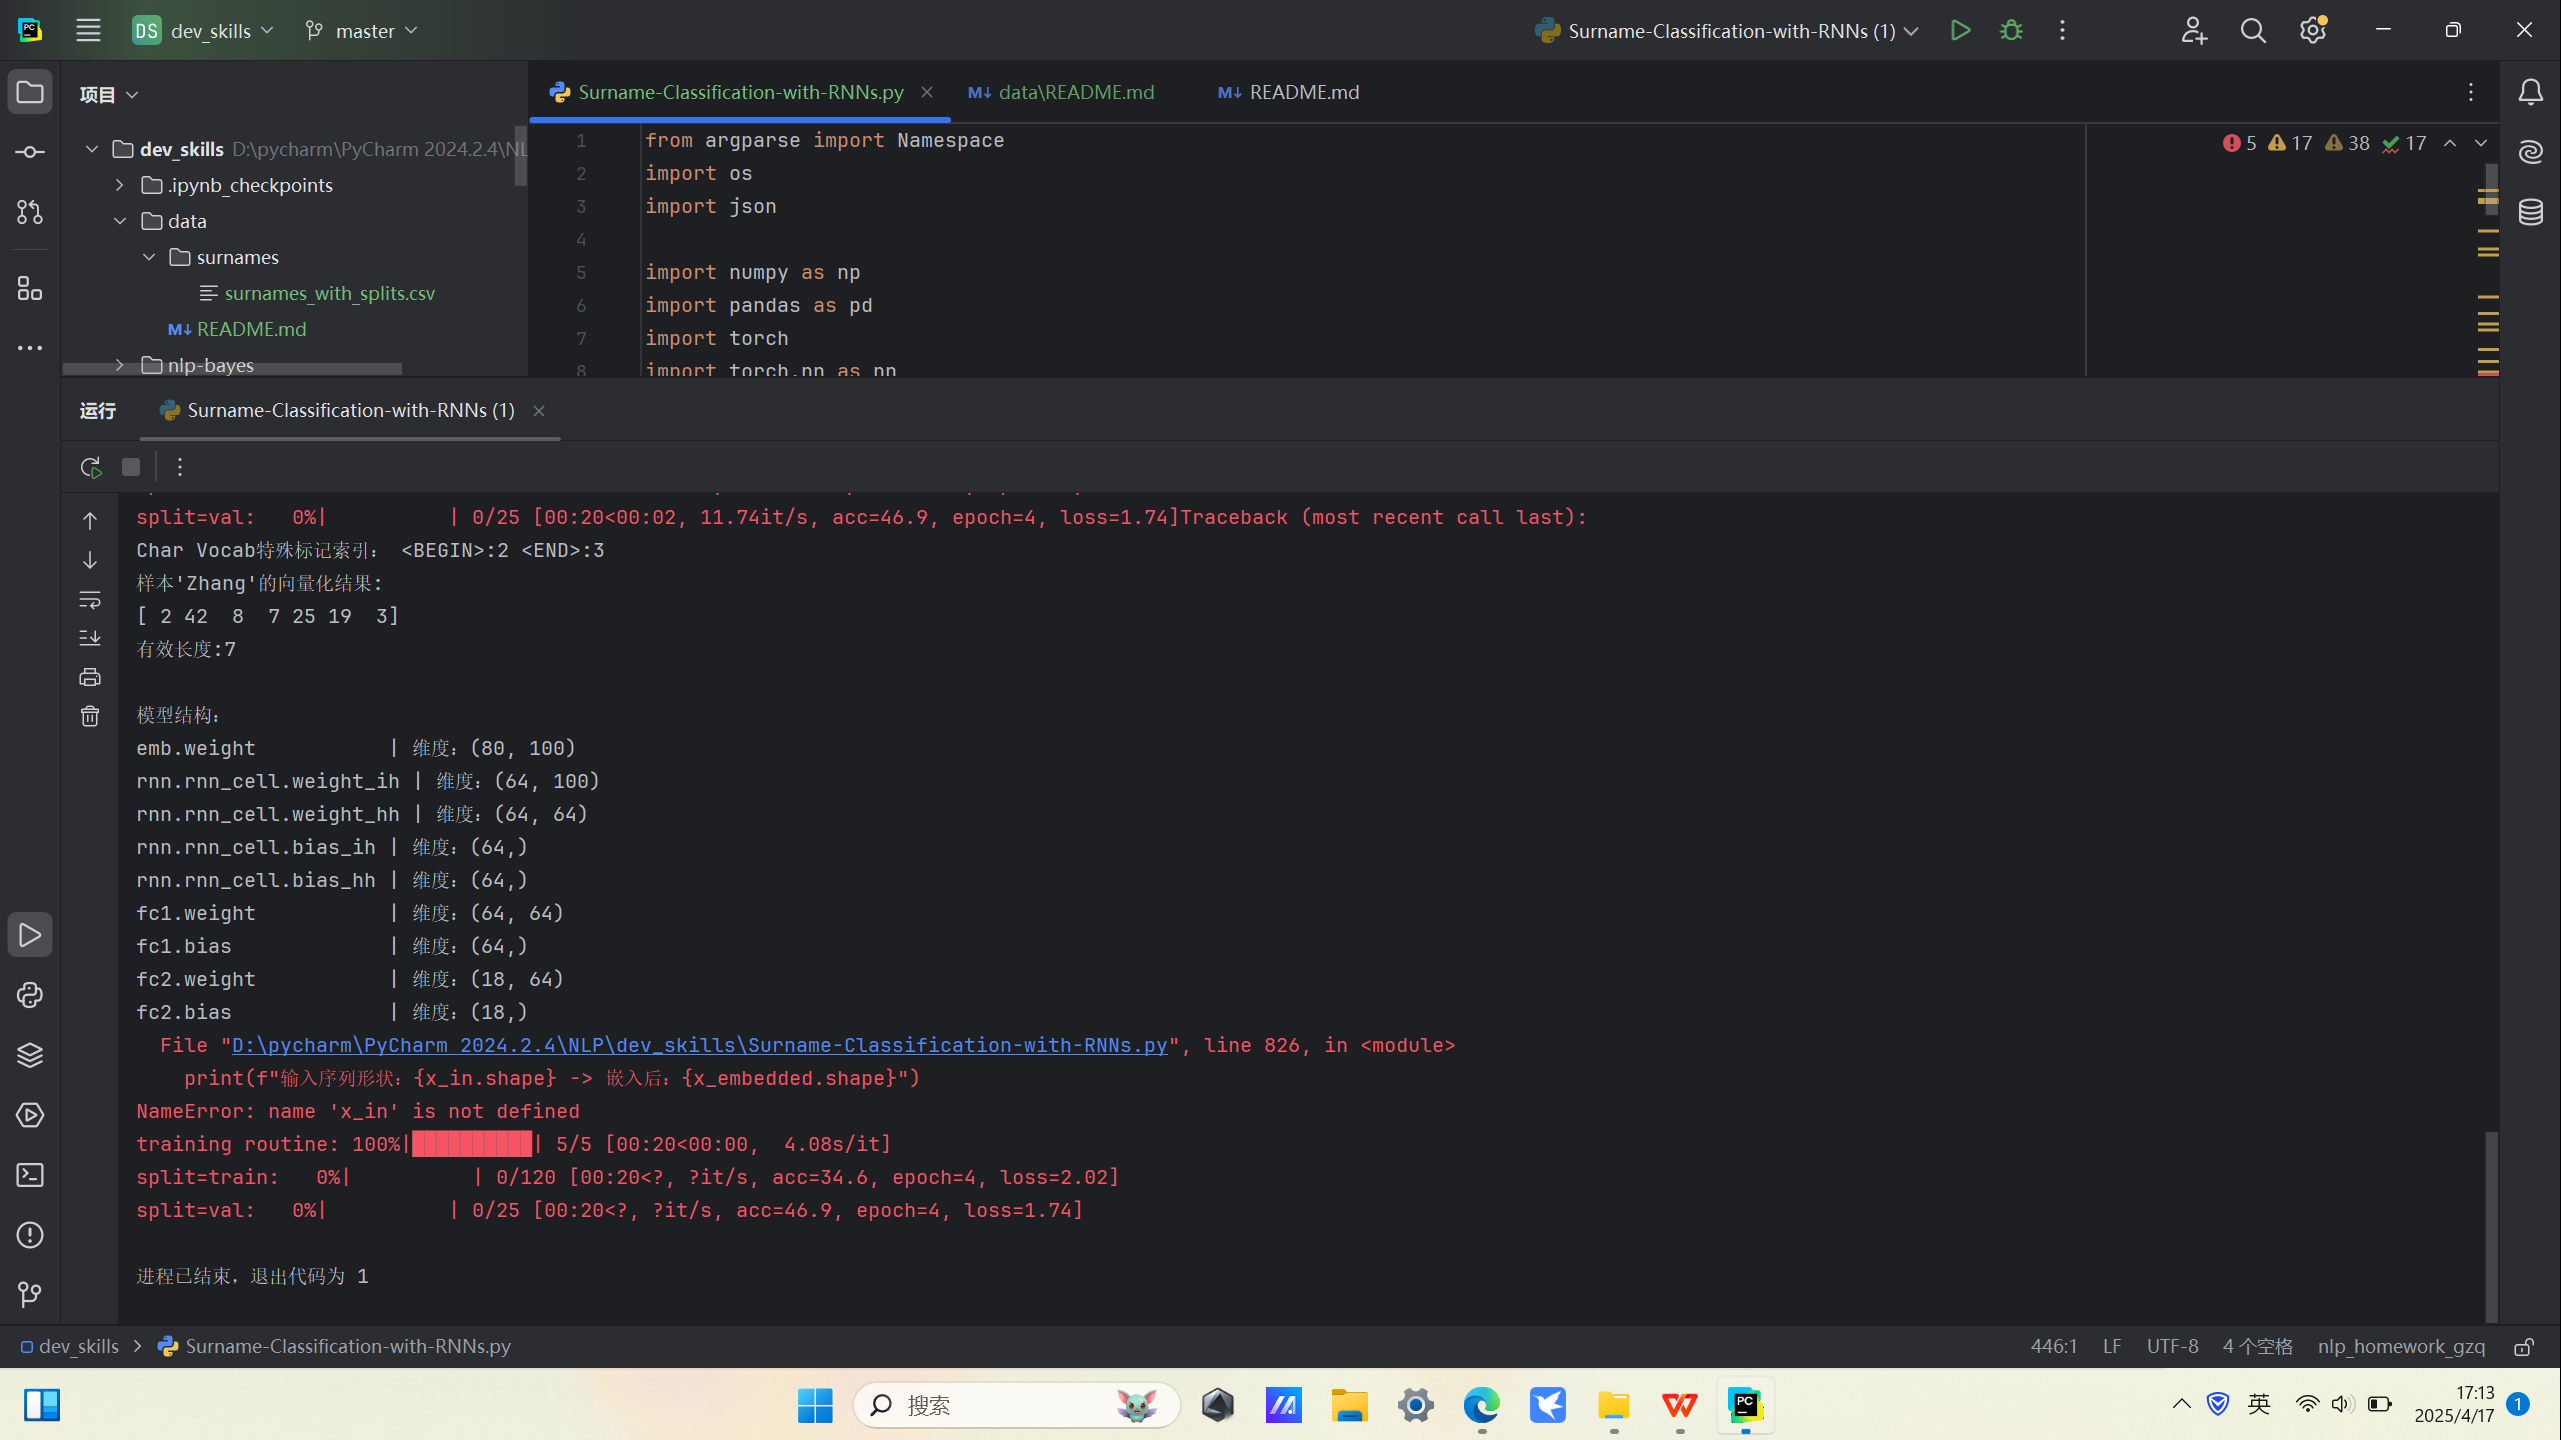 PC
DS dev_skills master Surname-Classification-with-RNNs (1)
项目
Surname-Classification-with-RNNs.py data\README.md README.md
dev_skills D:\pycharm\PyCharm 2024.2.4\NL
.ipynb_checkpoints
data
surnames
surnames_with_splits.csv
README.md
nlp-bayes
1 from argparse import Namespace
2 import os
3 import json
4
5 import numpy as np
6 import pandas as pd
7 import torch
8 import torch.nn as nn
5 17 38 17
运行 Surname-Classification-with-RNNs (1)
split=val:   0%|          | 0/25 [00:20<00:02, 11.74it/s, acc=46.9, epoch=4, loss=1.74]Traceback (most recent call last):
Char Vocab特殊标记索引: <BEGIN>:2 <END>:3
样本'Zhang'的向量化结果:
[ 2 42  8  7 25 19  3]
有效长度:7
模型结构:
emb.weight           | 维度: (80, 100)
rnn.rnn_cell.weight_ih | 维度: (64, 100)
rnn.rnn_cell.weight_hh | 维度: (64, 64)
rnn.rnn_cell.bias_ih | 维度: (64,)
rnn.rnn_cell.bias_hh | 维度: (64,)
fc1.weight           | 维度: (64, 64)
fc1.bias             | 维度: (64,)
fc2.weight           | 维度: (18, 64)
fc2.bias             | 维度: (18,)
File "D:\pycharm\PyCharm 2024.2.4\NLP\dev_skills\Surname-Classification-with-RNNs.py", line 826, in <module>
print(f"输入序列形状: {x_in.shape} -> 嵌入后: {x_embedded.shape}")
NameError: name 'x_in' is not defined
training routine: 100%|██████████| 5/5 [00:20<00:00,  4.08s/it]
split=train:   0%|          | 0/120 [00:20<?, ?it/s, acc=34.6, epoch=4, loss=2.02]
split=val:   0%|          | 0/25 [00:20<?, ?it/s, acc=46.9, epoch=4, loss=1.74]
进程已结束，退出代码为 1
dev_skills Surname-Classification-with-RNNs.py 446:1 LF UTF-8 4 个空格 nlp_homework_gzq
搜索 PC 英 17:13
2025/4/17 1